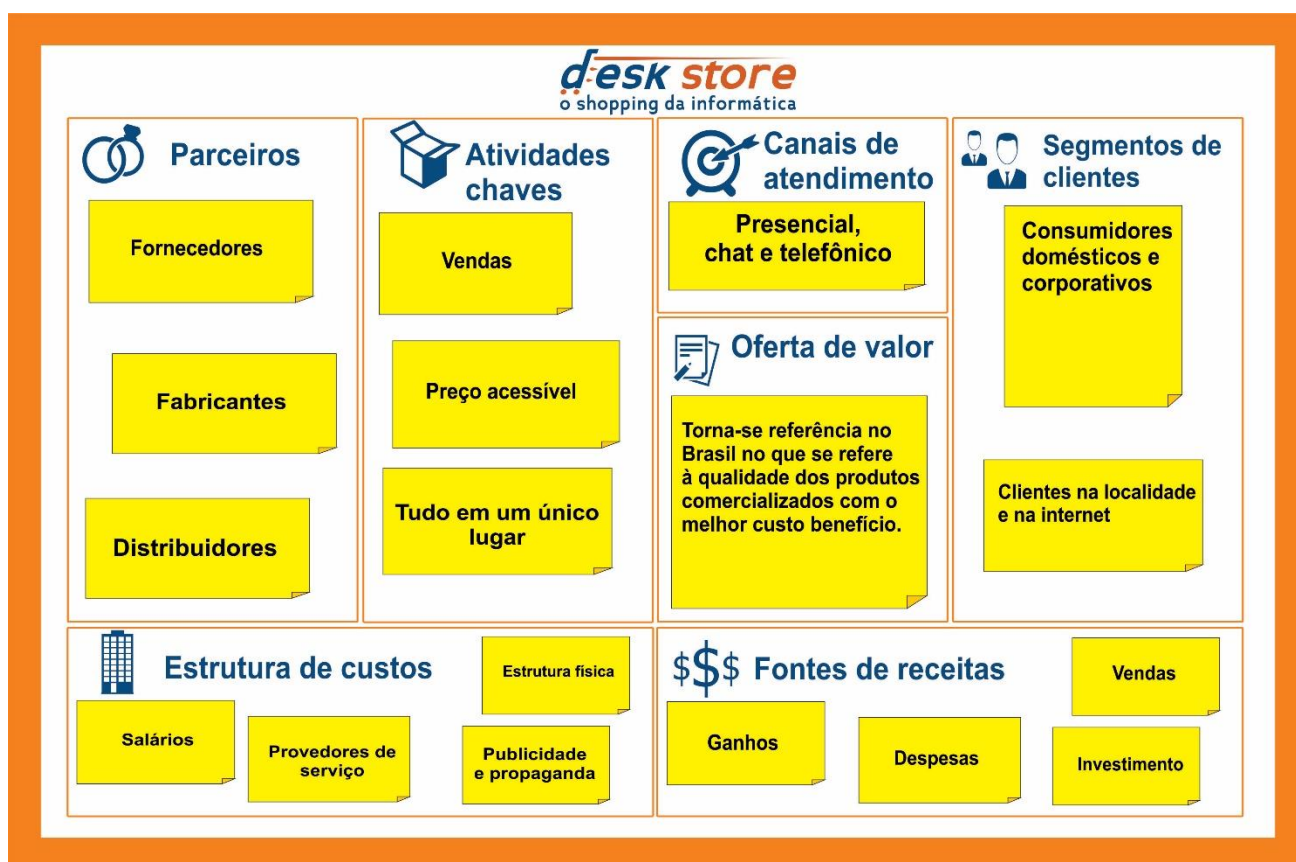 desk store
o shopping da informática
Parceiros
Fornecedores
Fabricantes
Distribuidores
Atividades
chaves
Vendas
Preço acessível
Tudo em um único
lugar
Canais de
atendimento
Presencial,
chat e telefônico
Oferta de valor
Torna-se referência no
Brasil no que se refere
à qualidade dos produtos
comercializados com o
melhor custo benefício.
Segmentos de
clientes
Consumidores
domésticos e
corporativos
Clientes na localidade
e na internet
Estrutura de custos
Estrutura física
Salários
Provedores de
serviço
Publicidade
e propaganda
$$$ Fontes de receitas
Vendas
Ganhos
Despesas
Investimento